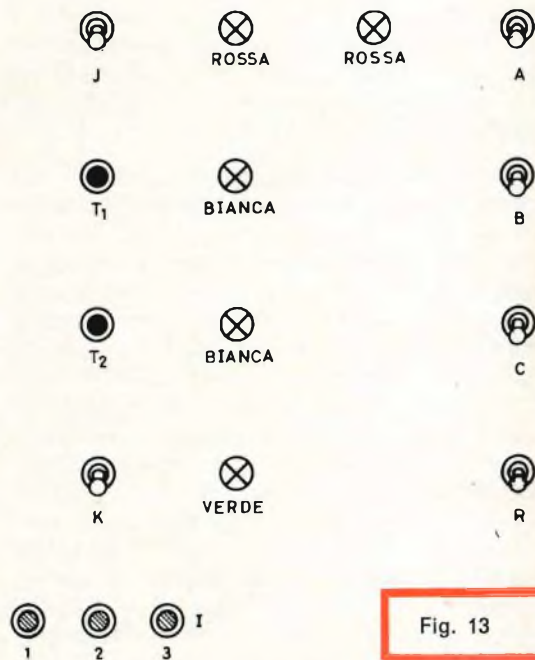 J ROSSA ROSSA A
T1 BIANCA B
T2 BIANCA C
K VERDE R
I
1 2 3
Fig. 13